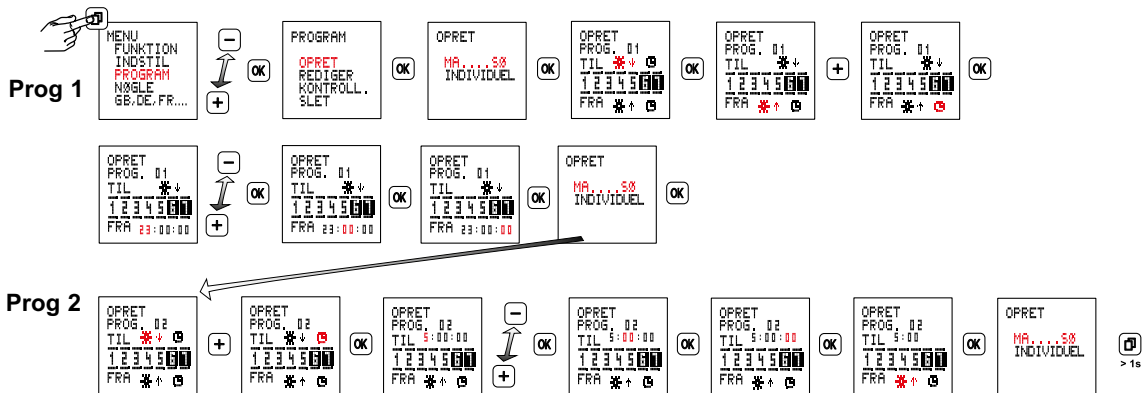 MENU
FUNKTION
INDSTIL
PROGRAM
NØGLE
GB,DE,FR....
−
+
OK
PROGRAM
OPRET
REDIGER
KONTROLL.
SLET
OK
OPRET
MA....SØ
INDIVIDUEL
OK
OPRET
PROG. 01
TIL
1 2 3 4 5 6 7
FRA
OK
OPRET
PROG. 01
TIL
1 2 3 4 5 6 7
FRA
+
OPRET
PROG. 01
TIL
1 2 3 4 5 6 7
FRA
OK
Prog 1
OPRET
PROG. 01
TIL
1 2 3 4 5 6 7
FRA 23:00:00
−
+
OK
OPRET
PROG. 01
TIL
1 2 3 4 5 6 7
FRA 23:00:00
OK
OPRET
PROG. 01
TIL
1 2 3 4 5 6 7
FRA 23:00:00
OK
OPRET
MA....SØ
INDIVIDUEL
OK
Prog 2
OPRET
PROG. 02
TIL
1 2 3 4 5 6 7
FRA
+
OPRET
PROG. 02
TIL
1 2 3 4 5 6 7
FRA
OK
OPRET
PROG. 02
TIL 5:00:00
1 2 3 4 5 6 7
FRA
−
+
OK
OPRET
PROG. 02
TIL 5:00:00
1 2 3 4 5 6 7
FRA
OK
OPRET
PROG. 02
TIL 5:00:00
1 2 3 4 5 6 7
FRA
OK
OPRET
PROG. 02
TIL 5:00
1 2 3 4 5 6 7
FRA
OK
OPRET
MA....SØ
INDIVIDUEL
> 1s